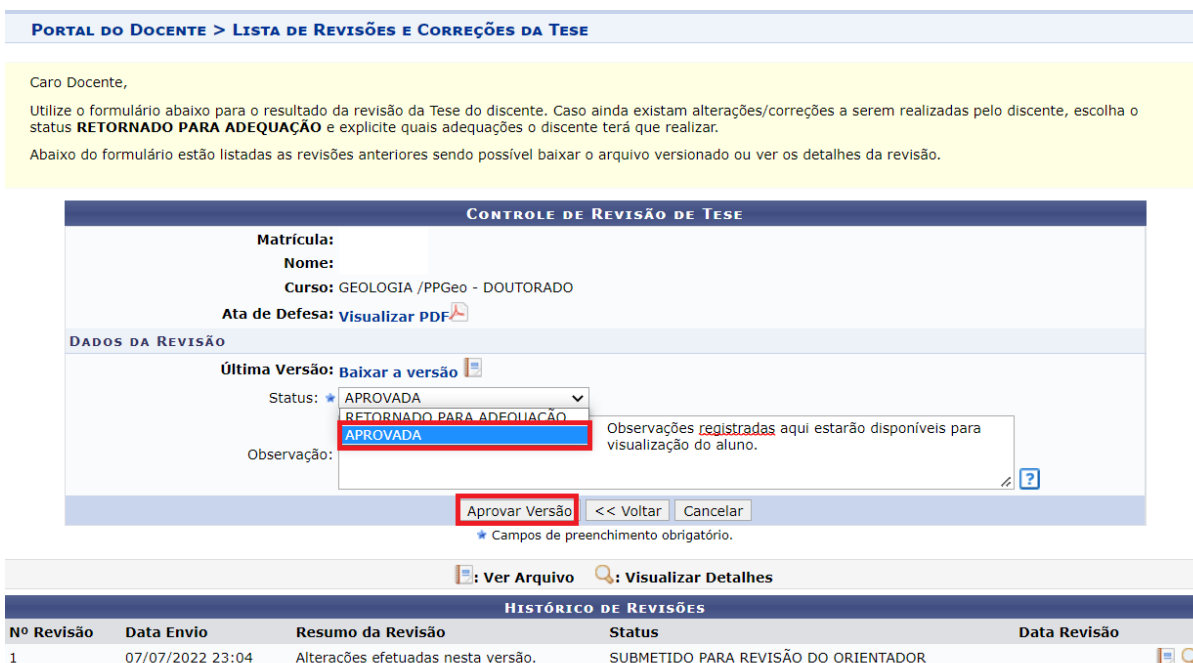 PORTAL DO DOCENTE > LISTA DE REVISÕES E CORREÇÕES DA TESE
Caro Docente,
Utilize o formulário abaixo para o resultado da revisão da Tese do discente. Caso ainda existam alterações/correções a serem realizadas pelo discente, escolha o
status RETORNADO PARA ADEQUAÇÃO e explicite quais adequações o discente terá que realizar.
Abaixo do formulário estão listadas as revisões anteriores sendo possível baixar o arquivo versionado ou ver os detalhes da revisão.
CONTROLE DE REVISÃO DE TESE
Matrícula:
Nome:
Curso: GEOLOGIA /PPGeo - DOUTORADO
Ata de Defesa: Visualizar PDF
DADOS DA REVISÃO
Última Versão: Baixar a versão
Status: APROVADA
RETORNADO PARA ADEQUAÇÃO
APROVADA
Observação:
Observações registradas aqui estarão disponíveis para
visualização do aluno.
?
Aprovar Versão << Voltar Cancelar
Campos de preenchimento obrigatório.
: Ver Arquivo : Visualizar Detalhes
HISTÓRICO DE REVISÕES
Nº Revisão Data Envio Resumo da Revisão Status Data Revisão
1 07/07/2022 23:04 Alterações efetuadas nesta versão. SUBMETIDO PARA REVISÃO DO ORIENTADOR